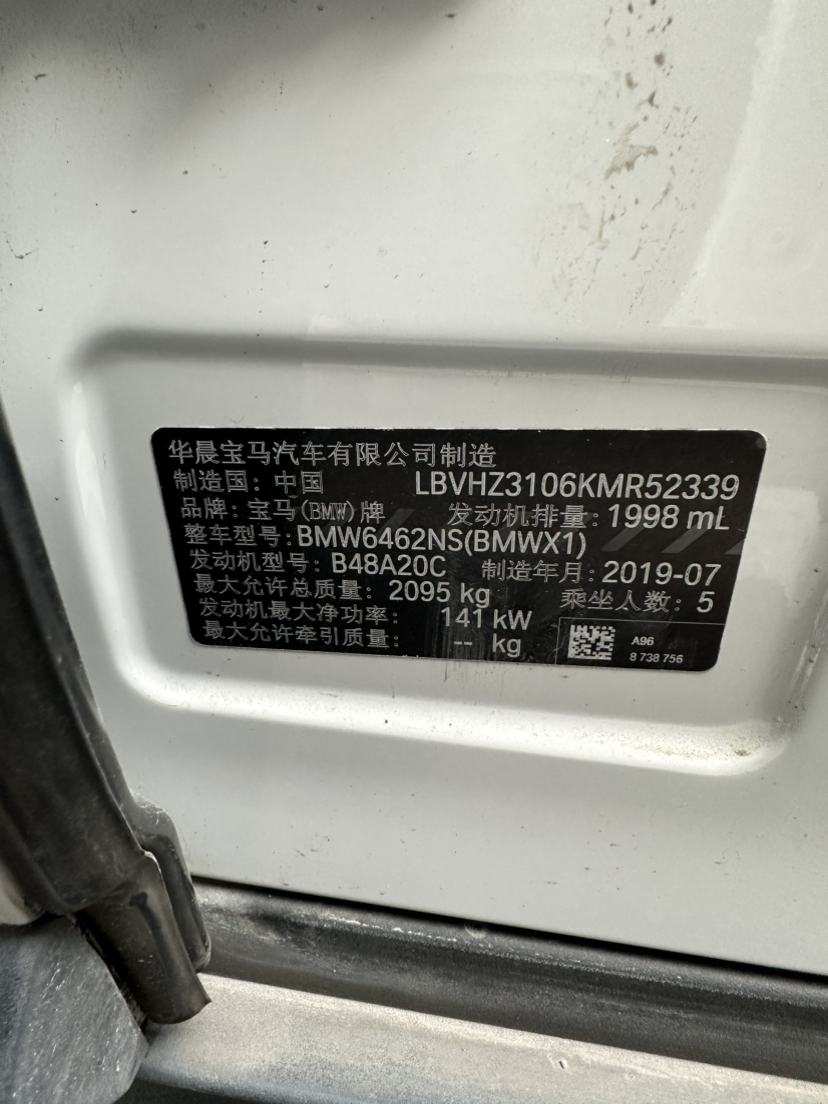 华晨宝马汽车有限公司制造
制造国：中国 LBVHZ3106KMR52339
品牌：宝马(BMW)牌 发动机排量：1998 mL
整车型号：BMW6462NS(BMWX1)
发动机型号：B48A20C 制造年月：2019-07
最大允许总质量：2095 kg 乘坐人数：5
发动机最大净功率： 141 kW
最大允许牵引质量： -- kg
A96
8 738 756